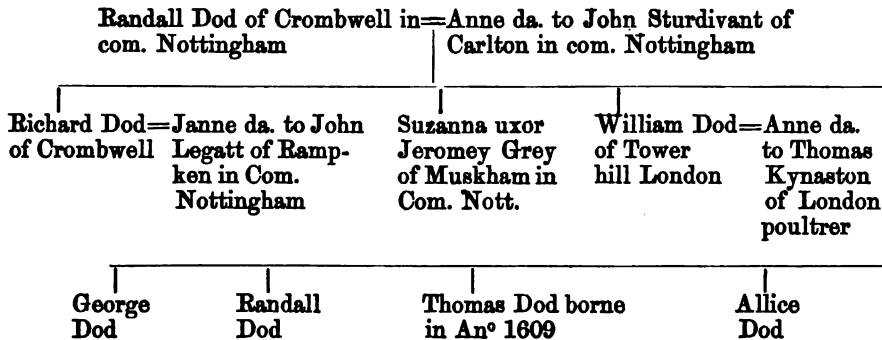 Randall Dod of Crombwell in=Anne da. to John Sturdivant of
com. Nottingham
Carlton in com. Nottingham
Richard Dod=Janne da. to John
of Crombwell
Legatt of Ramp-
ken in Com.
Nottingham
Suzanna uxor
Jeromey Grey
of Muskham in
Com. Nott.
William Dod=Anne da.
of Tower
hill London
to Thomas
Kynaston
of London
poultrer
George
Dod
Randall
Dod
Thomas Dod borne
in Anº 1609
Allice
Dod